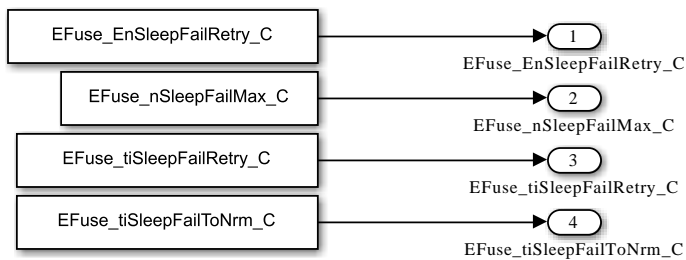 EFuse_EnSleepFailRetry_C
1
EFuse_EnSleepFailRetry_C
EFuse_nSleepFailMax_C
2
EFuse_nSleepFailMax_C
EFuse_tiSleepFailRetry_C
3
EFuse_tiSleepFailRetry_C
EFuse_tiSleepFailToNrm_C
4
EFuse_tiSleepFailToNrm_C